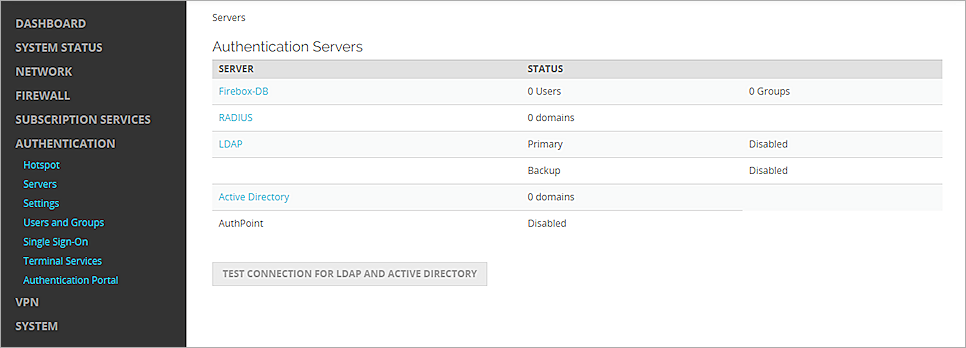 DASHBOARD
SYSTEM STATUS
NETWORK
FIREWALL
SUBSCRIPTION SERVICES
AUTHENTICATION
Hotspot
Servers
Settings
Users and Groups
Single Sign-On
Terminal Services
Authentication Portal
VPN
SYSTEM
Servers
Authentication Servers
SERVER STATUS
Firebox-DB 0 Users 0 Groups
RADIUS 0 domains
LDAP Primary Disabled
Backup Disabled
Active Directory 0 domains
AuthPoint Disabled
TEST CONNECTION FOR LDAP AND ACTIVE DIRECTORY